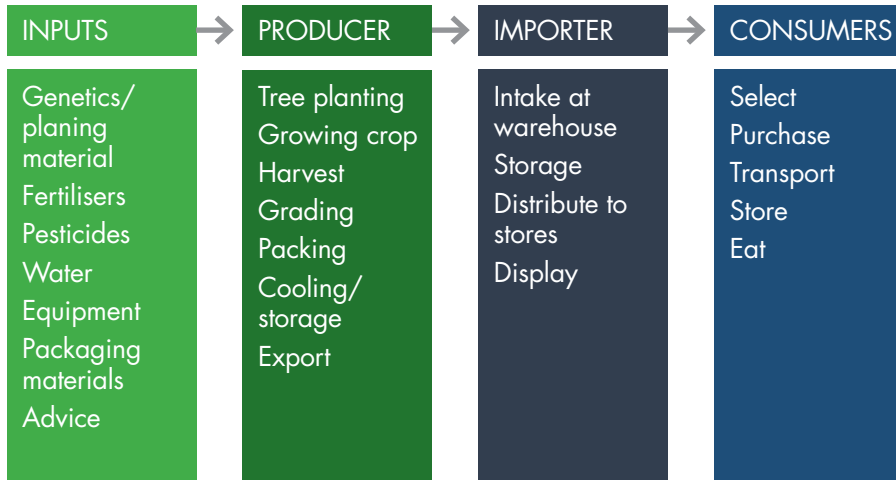 INPUTS
Genetics/
planing
material
Fertilisers
Pesticides
Water
Equipment
Packaging
materials
Advice
PRODUCER
Tree planting
Growing crop
Harvest
Grading
Packing
Cooling/
storage
Export
IMPORTER
Intake at
warehouse
Storage
Distribute to
stores
Display
CONSUMERS
Select
Purchase
Transport
Store
Eat